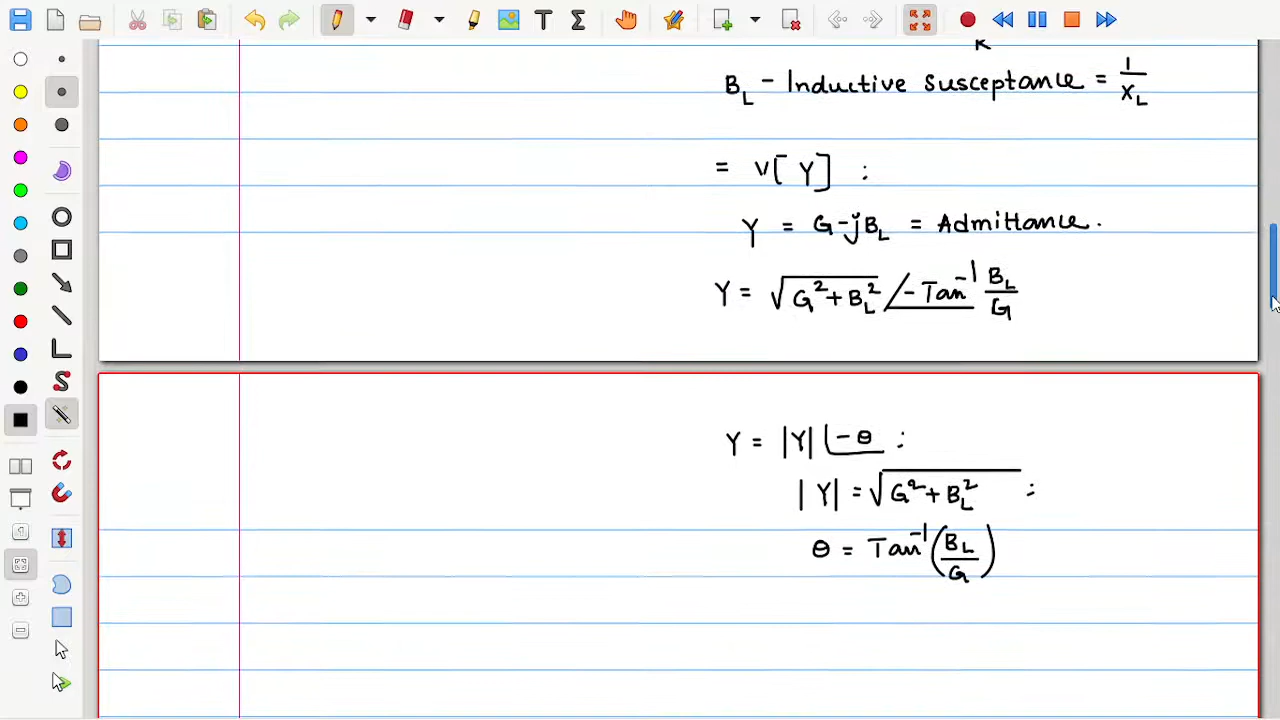 R
B_L - Inductive Susceptance = 1/X_L
= V[ Y] :
Y = G-jB_L = Admittance.
Y = √G²+B_L² ∠-Tan⁻¹ B_L/G
Y = |Y| ∠-θ :
|Y| = √G²+B_L² :
θ = Tan⁻¹(B_L/G)